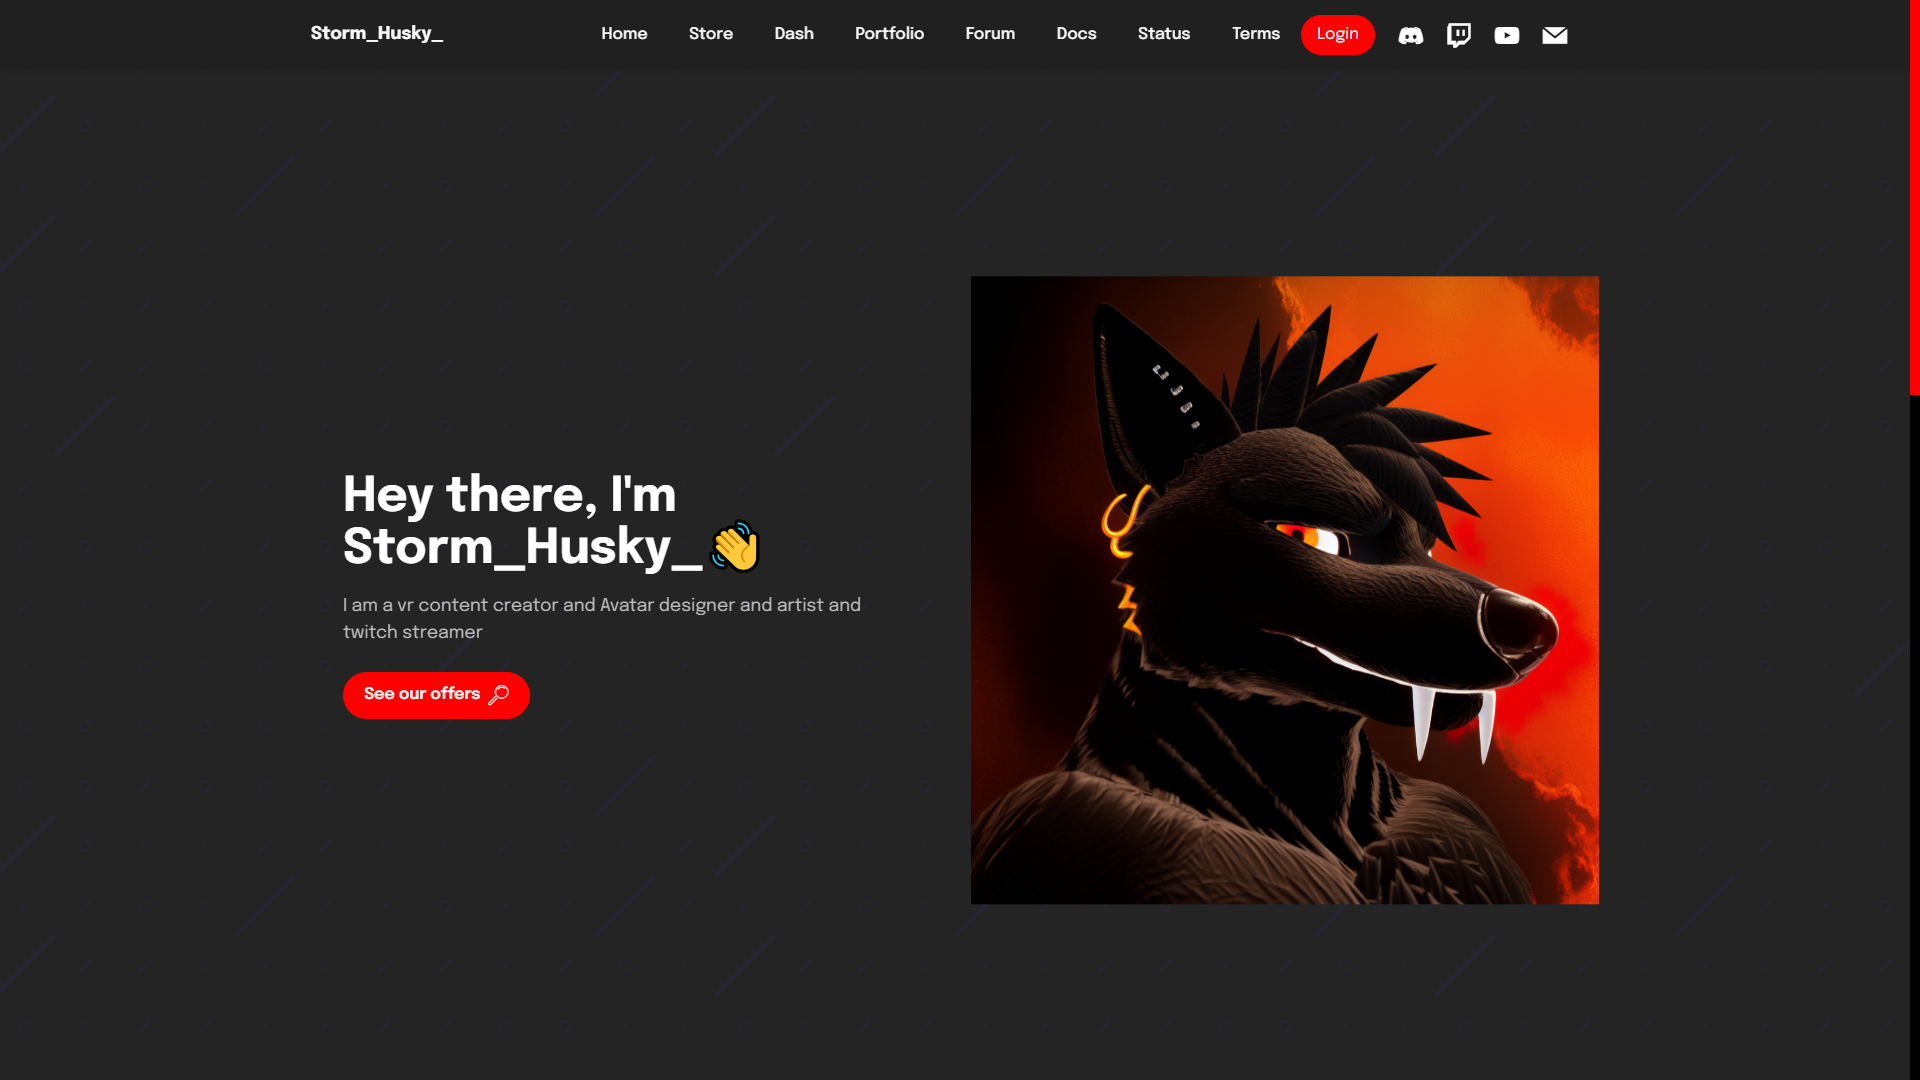 Storm_Husky_
Home Store Dash Portfolio Forum Docs Status Terms Login
Hey there, I'm
Storm_Husky_👋
I am a vr content creator and Avatar designer and artist and
twitch streamer
See our offers